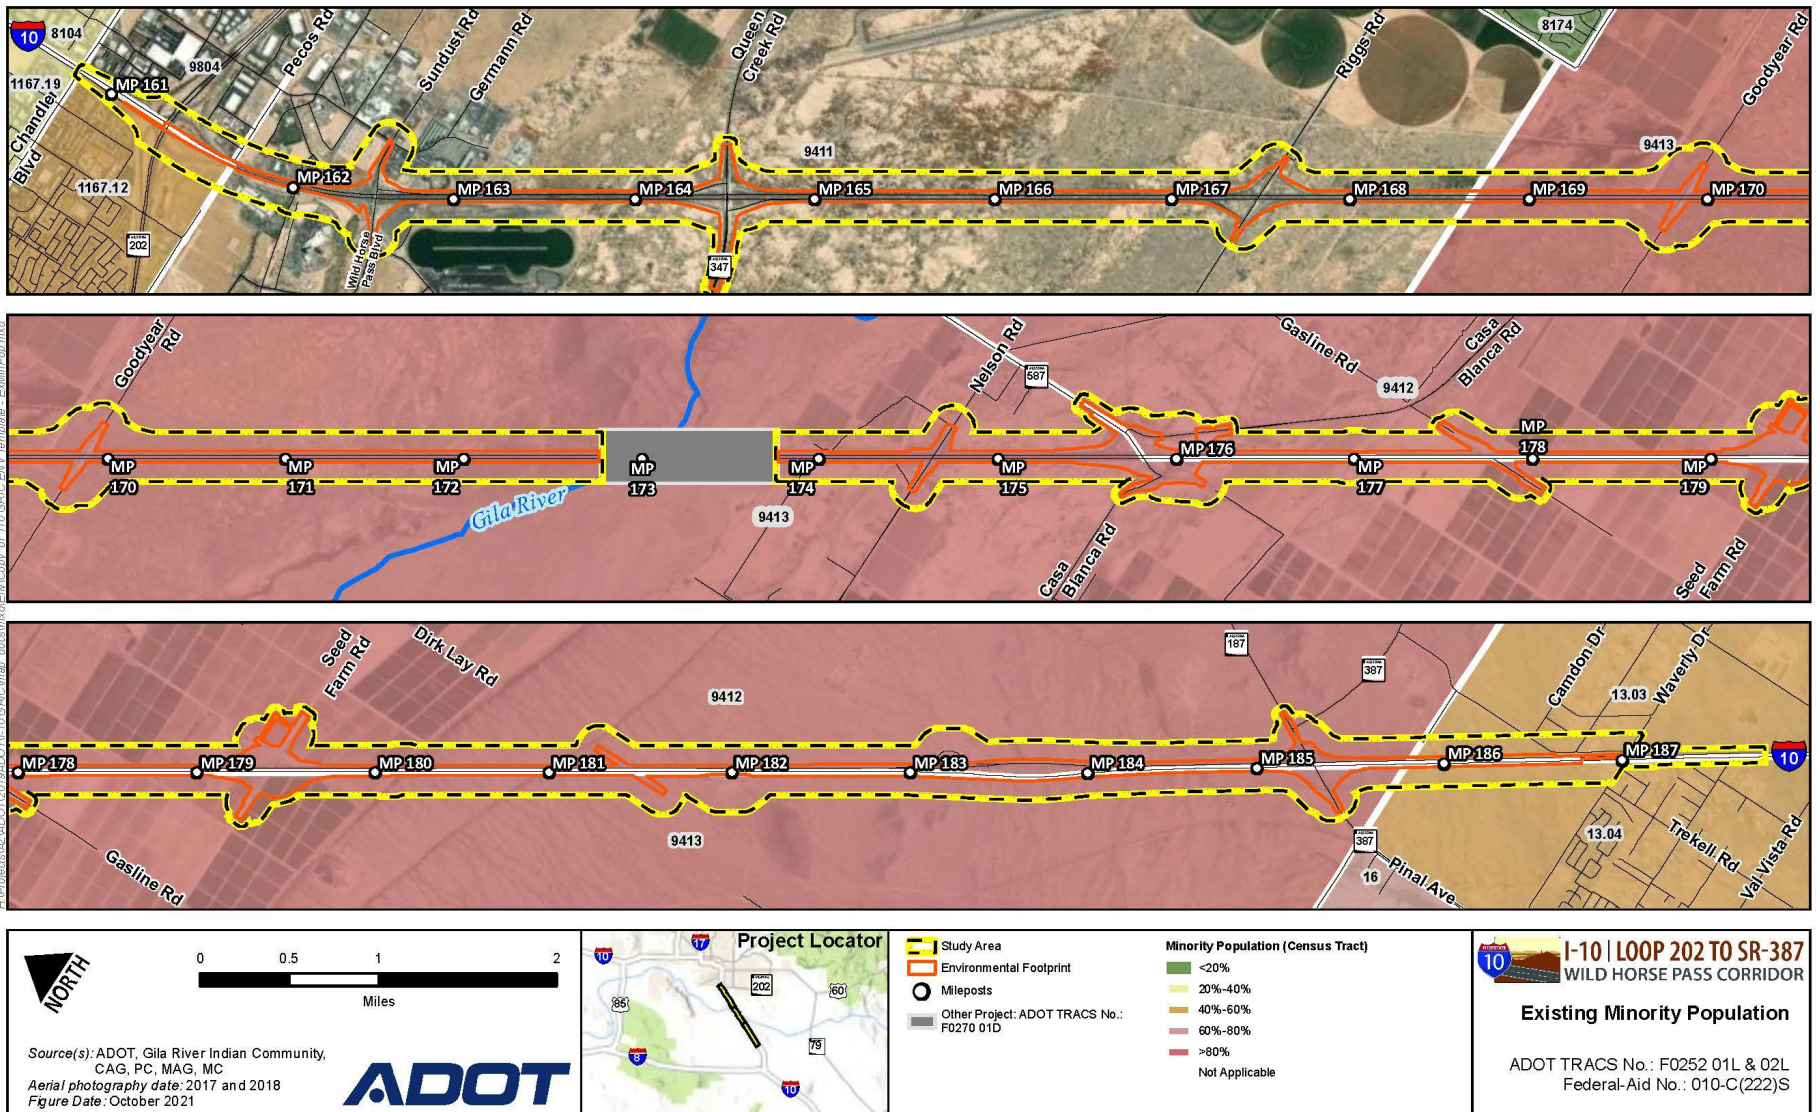 10
8104
9804
Pecos Rd
Sundust Rd
Germann Rd
Queen
Creek Rd
Riggs Rd
8174
Goodyear Rd
1167.19
MP 161
Chandler
Blvd
1167.12
202
MP 162
Wild Horse
Pass Blvd
MP 163
MP 164
347
9411
MP 165
MP 166
MP 167
MP 168
MP 169
9413
MP 170
Goodyear
Rd
MP
170
MP
171
MP
172
MP
173
Gila River
9413
MP
174
Nelson Rd
587
MP
175
Casa
Blanca Rd
MP 176
Gasline Rd
Casa
Blanca Rd
9412
MP
177
MP
178
MP
179
Seed
Farm Rd
Seed
Farm Rd
Dirk Lay Rd
9412
187
387
Camdon Dr
13.03
Waverly Dr
MP 178
MP 179
MP 180
MP 181
MP 182
MP 183
MP 184
MP 185
MP 186
MP 187
10
Gasline Rd
9413
387
16
Pinal Ave
13.04
Trekell Rd
Val Vista Rd
NORTH
0 0.5 1 2
Miles
Source(s): ADOT, Gila River Indian Community,
CAG, PC, MAG, MC
Aerial photography date: 2017 and 2018
Figure Date: October 2021
ADOT
Project Locator
10
17
202
60
85
79
8
10
Study Area
Environmental Footprint
Mileposts
Other Project: ADOT TRACS No.:
F0270 01D
Minority Population (Census Tract)
<20%
20%-40%
40%-60%
60%-80%
>80%
Not Applicable
INTERSTATE
10
I-10 | LOOP 202 TO SR-387
WILD HORSE PASS CORRIDOR
Existing Minority Population
ADOT TRACS No.: F0252 01L & 02L
Federal-Aid No.: 010-C(222)S